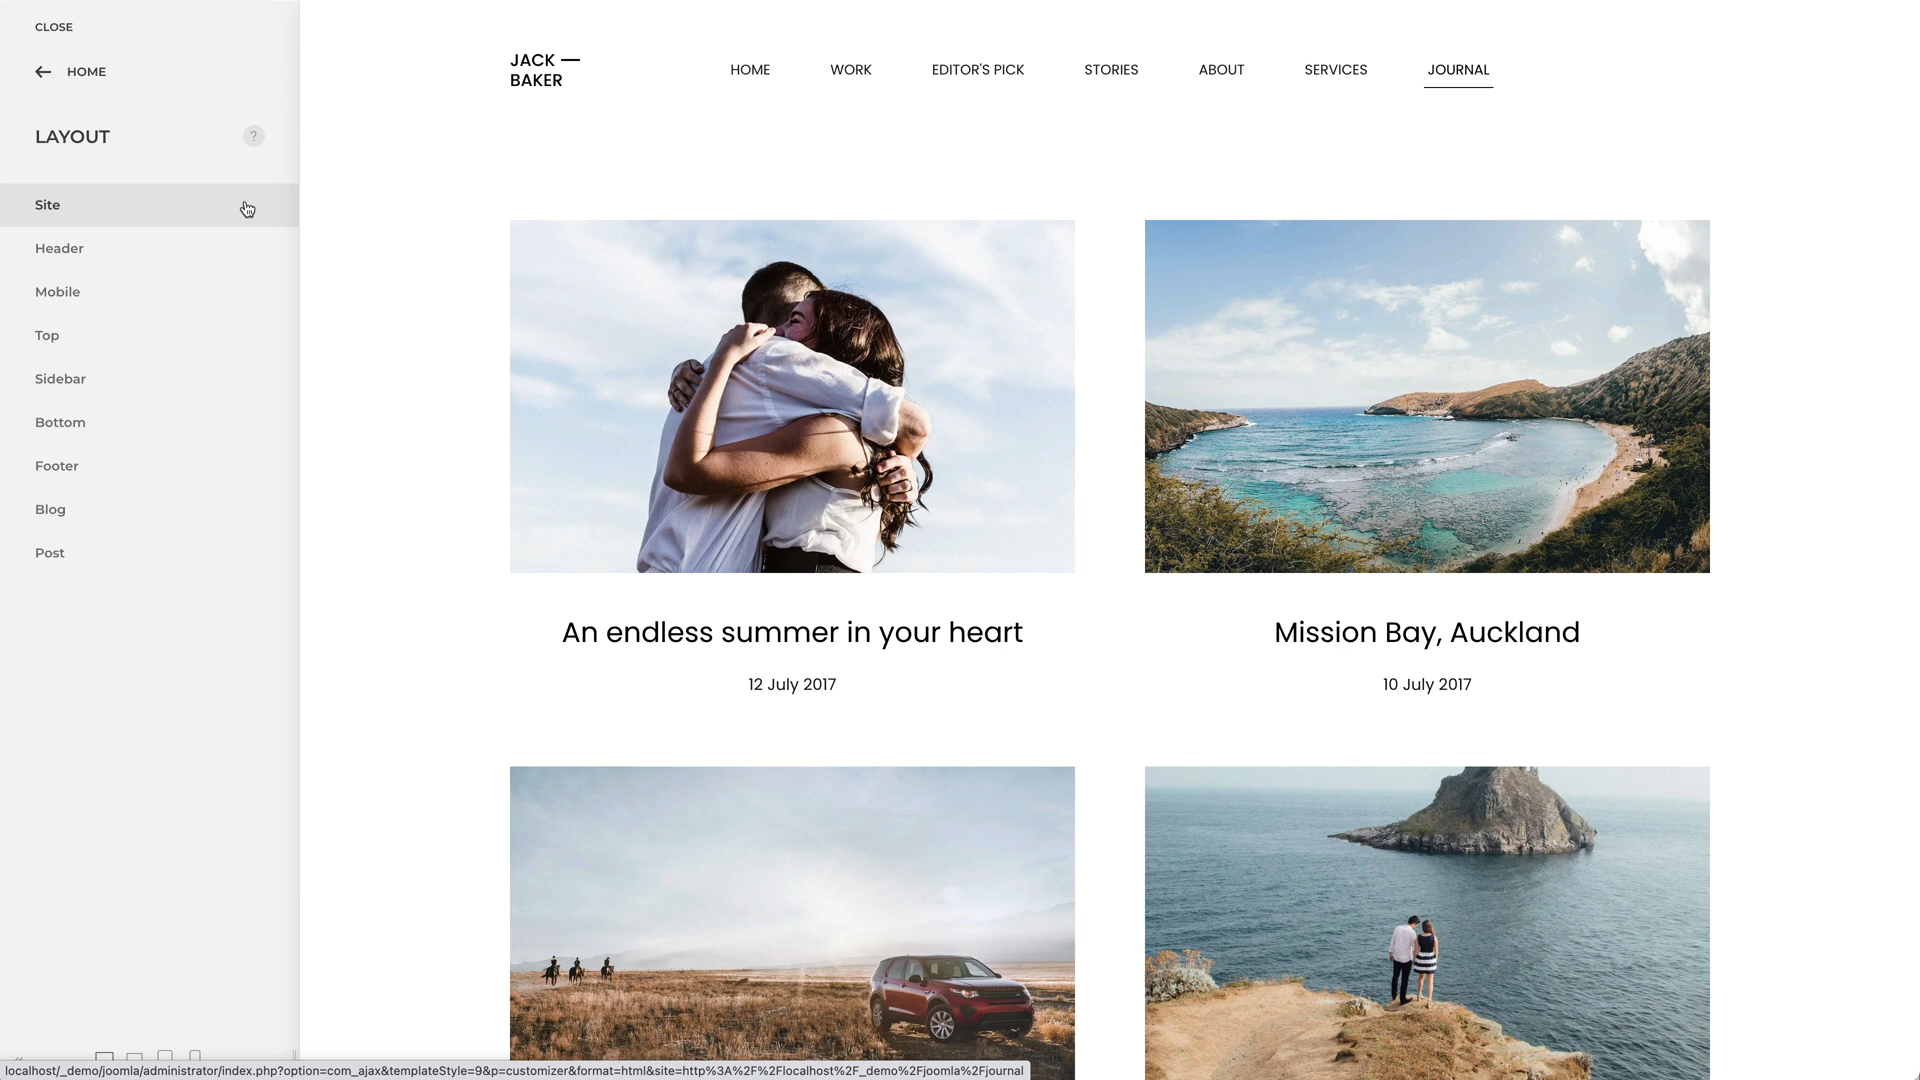 CLOSE
HOME
LAYOUT
?
Site
Header
Mobile
Top
Sidebar
Bottom
Footer
Blog
Post
JACK —
BAKER
HOME
WORK
EDITOR'S PICK
STORIES
ABOUT
SERVICES
JOURNAL
An endless summer in your heart
12 July 2017
Mission Bay, Auckland
10 July 2017
localhost/_demo/joomla/administrator/index.php?option=com_ajax&templateStyle=9&p=customizer&format=html&site=http%3A%2F%2Flocalhost%2F_demo%2Fjoomla%2Fjournal